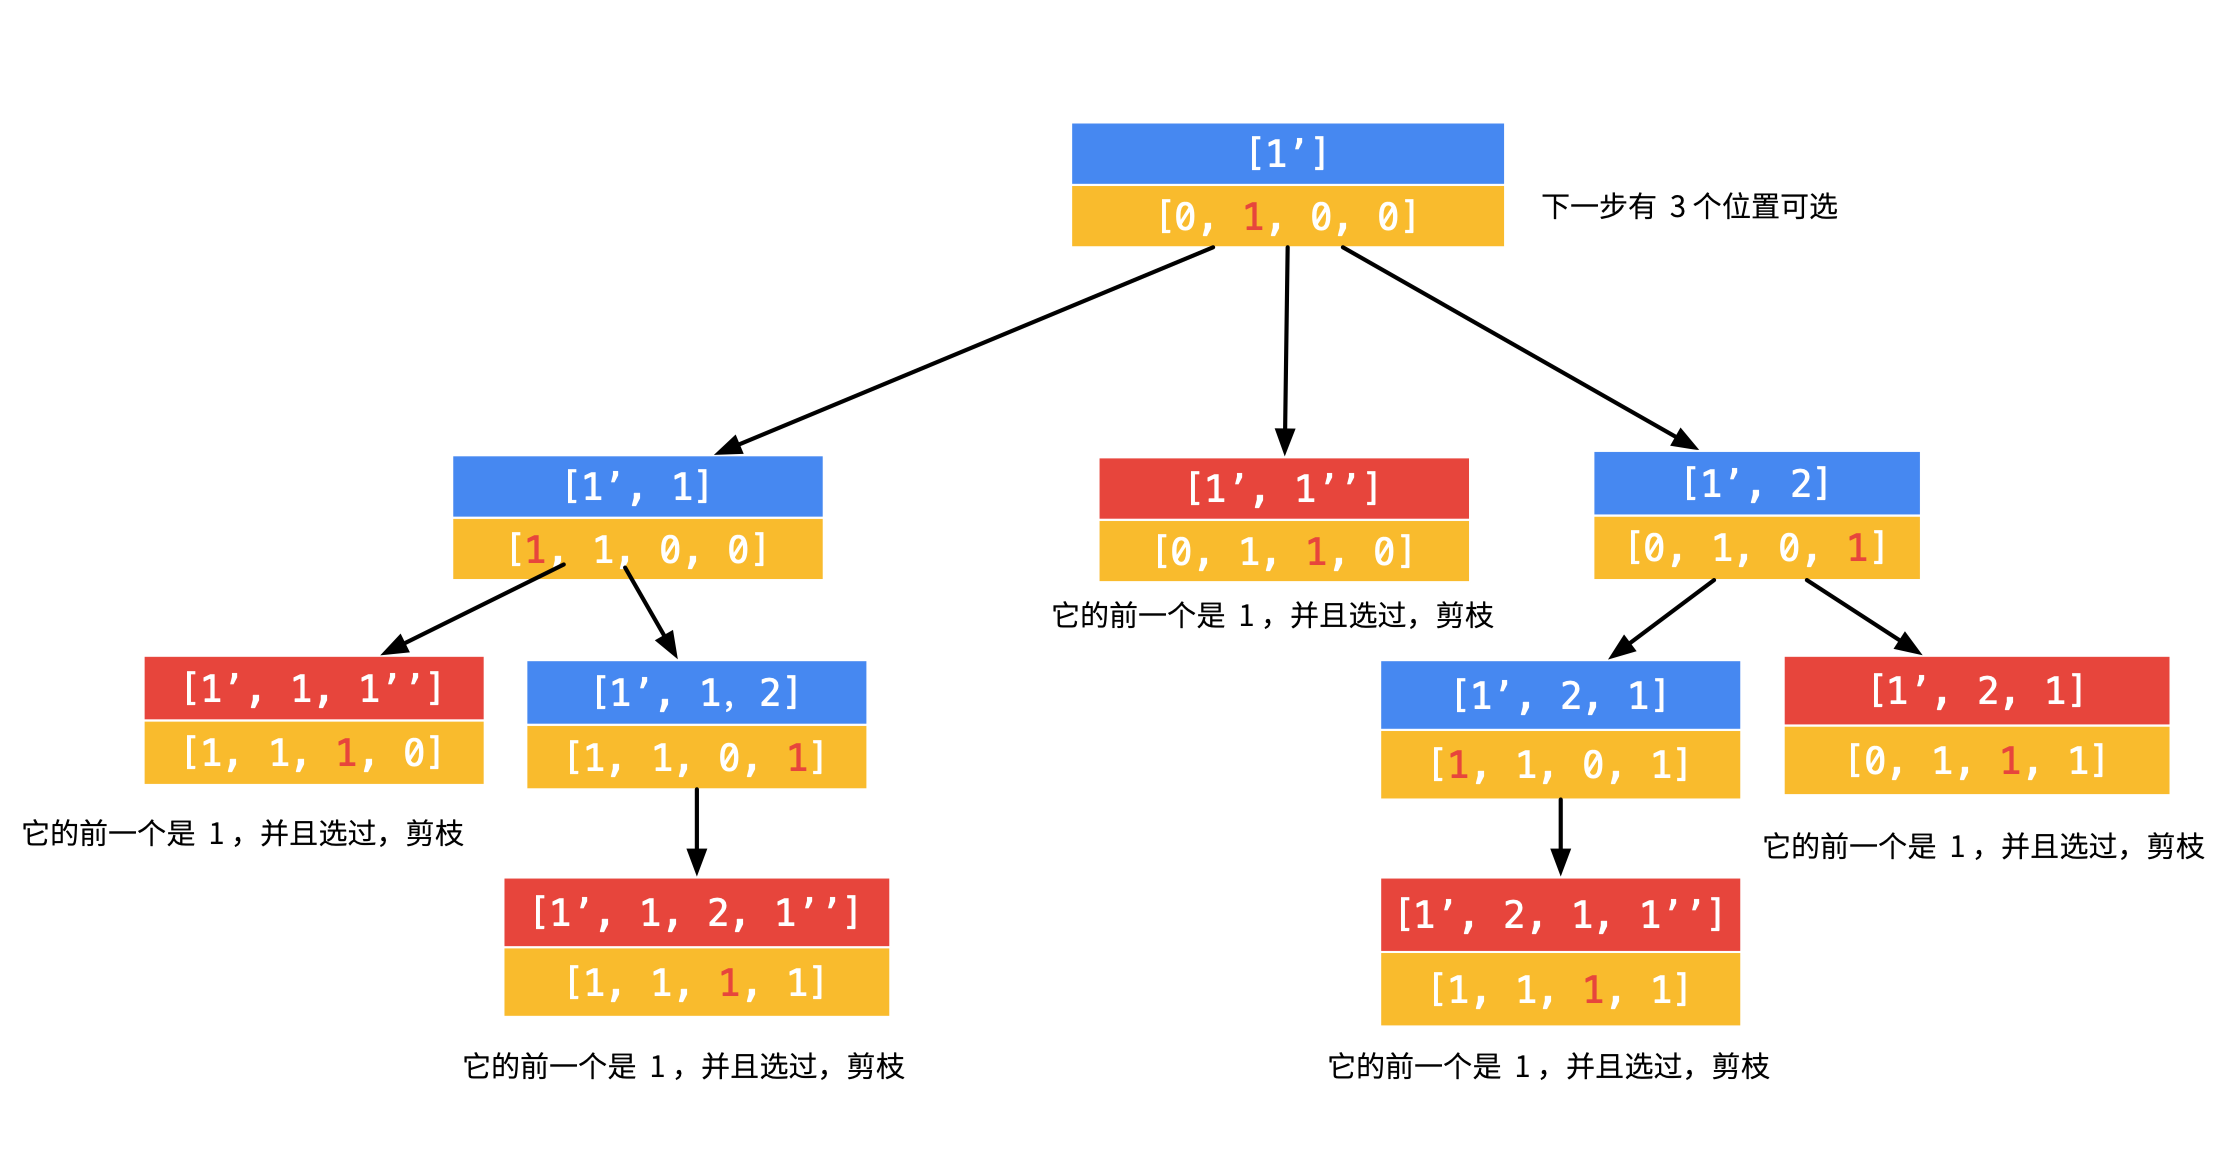 [1’]
[0, 1, 0, 0]
下一步有 3 个位置可选
[1’, 1]
[1, 1, 0, 0]
[1’, 1’’]
[0, 1, 1, 0]
它的前一个是 1，并且选过，剪枝
[1’, 2]
[0, 1, 0, 1]
[1’, 1, 1’’]
[1, 1, 1, 0]
它的前一个是 1，并且选过，剪枝
[1’, 1, 2]
[1, 1, 0, 1]
[1’, 2, 1]
[1, 1, 0, 1]
[1’, 2, 1]
[0, 1, 1, 1]
它的前一个是 1，并且选过，剪枝
[1’, 1, 2, 1’’]
[1, 1, 1, 1]
它的前一个是 1，并且选过，剪枝
[1’, 2, 1, 1’’]
[1, 1, 1, 1]
它的前一个是 1，并且选过，剪枝